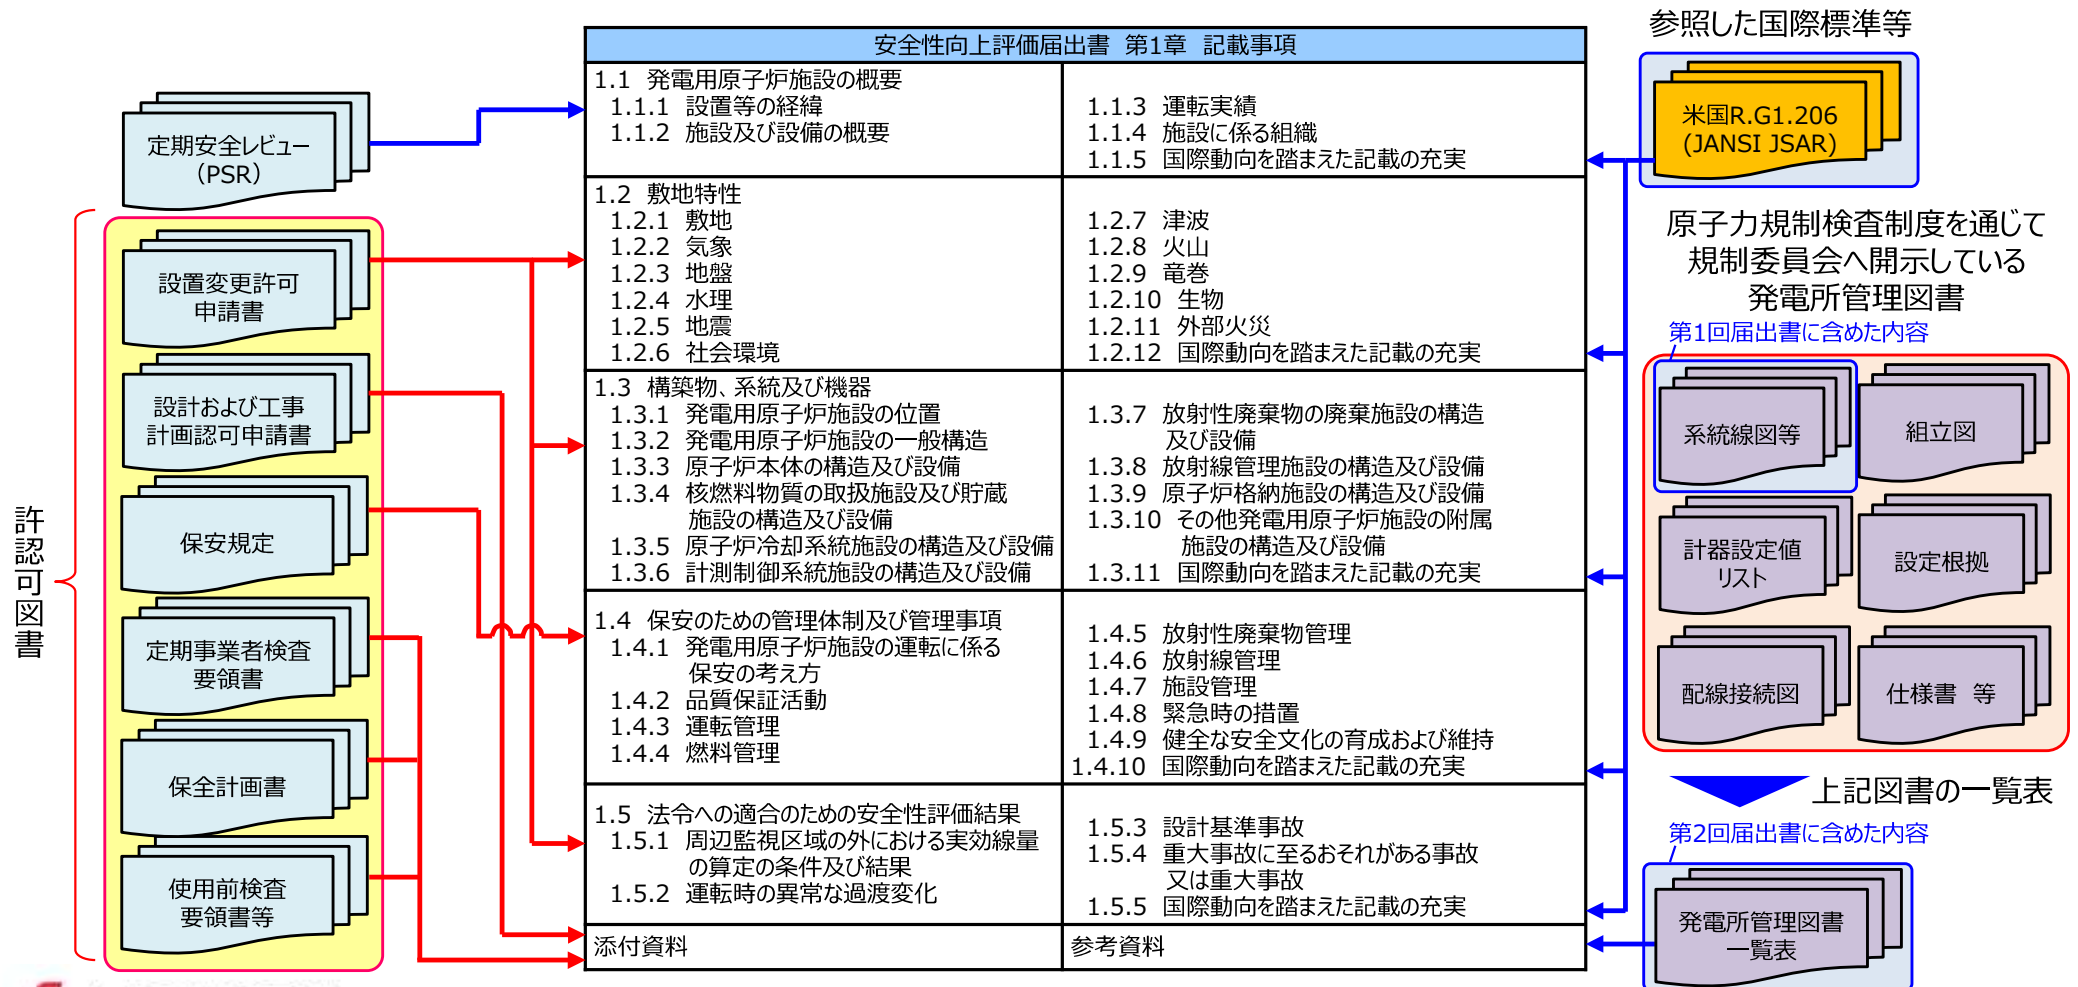 安全性向上評価届出書 第1章 記載事項
1.1 発電用原子炉施設の概要
1.1.1 設置等の経緯
1.1.2 施設及び設備の概要
1.1.3 運転実績
1.1.4 施設に係る組織
1.1.5 国際動向を踏まえた記載の充実
1.2 敷地特性
1.2.1 敷地
1.2.2 気象
1.2.3 地盤
1.2.4 水理
1.2.5 地震
1.2.6 社会環境
1.2.7 津波
1.2.8 火山
1.2.9 竜巻
1.2.10 生物
1.2.11 外部火災
1.2.12 国際動向を踏まえた記載の充実
1.3 構築物、系統及び機器
1.3.1 発電用原子炉施設の位置
1.3.2 発電用原子炉施設の一般構造
1.3.3 原子炉本体の構造及び設備
1.3.4 核燃料物質の取扱施設及び貯蔵
施設の構造及び設備
1.3.5 原子炉冷却系統施設の構造及び設備
1.3.6 計測制御系統施設の構造及び設備
1.3.7 放射性廃棄物の廃棄施設の構造
及び設備
1.3.8 放射線管理施設の構造及び設備
1.3.9 原子炉格納施設の構造及び設備
1.3.10 その他発電用原子炉施設の附属
施設の構造及び設備
1.3.11 国際動向を踏まえた記載の充実
1.4 保安のための管理体制及び管理事項
1.4.1 発電用原子炉施設の運転に係る
保安の考え方
1.4.2 品質保証活動
1.4.3 運転管理
1.4.4 燃料管理
1.4.5 放射性廃棄物管理
1.4.6 放射線管理
1.4.7 施設管理
1.4.8 緊急時の措置
1.4.9 健全な安全文化の育成および維持
1.4.10 国際動向を踏まえた記載の充実
1.5 法令への適合のための安全性評価結果
1.5.1 周辺監視区域の外における実効線量
の算定の条件及び結果
1.5.2 運転時の異常な過渡変化
1.5.3 設計基準事故
1.5.4 重大事故に至るおそれがある事故
又は重大事故
1.5.5 国際動向を踏まえた記載の充実
添付資料
参考資料
定期安全レビュー
(PSR)
許認可図書
設置変更許可
申請書
設計および工事
計画認可申請書
保安規定
定期事業者検査
要領書
保全計画書
使用前検査
要領書等
参照した国際標準等
米国R.G1.206
(JANSI JSAR)
原子力規制検査制度を通じて
規制委員会へ開示している
発電所管理図書
第1回届出書に含めた内容
系統線図等
組立図
計器設定値
リスト
設定根拠
配線接続図
仕様書 等
上記図書の一覧表
第2回届出書に含めた内容
発電所管理図書
一覧表